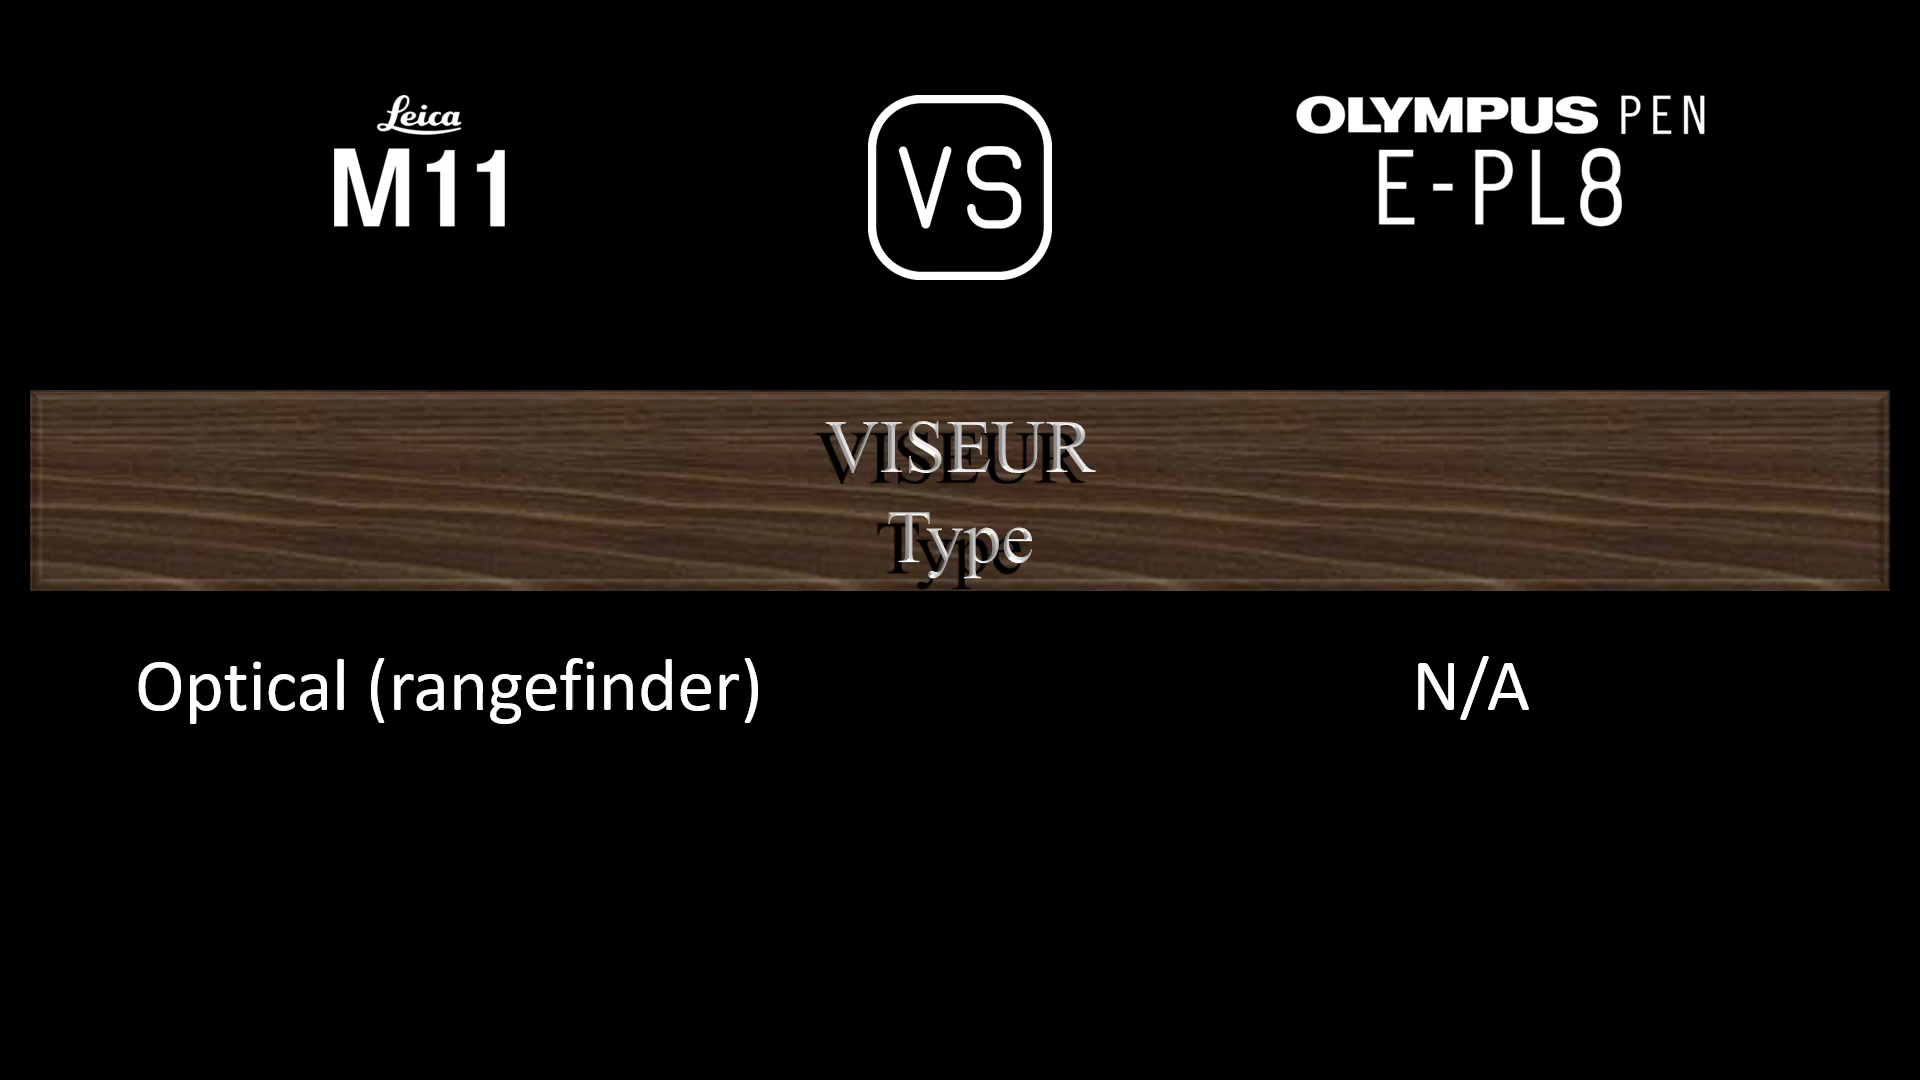 Leica
M11
VS
OLYMPUS PEN
E-PL8
VISEUR
Type
Optical (rangefinder)
N/A